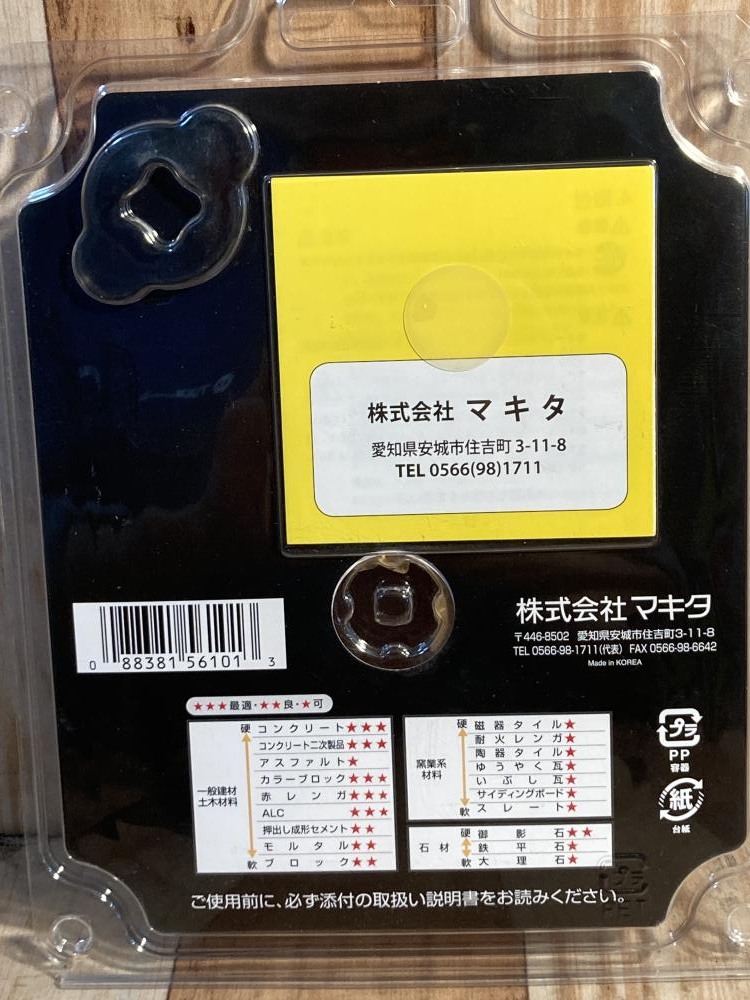 株式会社 マキタ
愛知県安城市住吉町 3-11-8
TEL 0566(98)1711
0 88381 56101 3
株式会社マキタ
〒446-8502 愛知県安城市住吉町3-11-8
TEL 0566-98-1711(代表) FAX 0566-98-6642
Made in KOREA
★★★最適・★★良・★可
一般建材
土木材料
硬 コンクリート★★★
コンクリート二次製品★★★
アスファルト★
カラーブロック★★★
赤レンガ★★★
ALC ★★★
押出し成形セメント★★
モルタル★★
軟 ブロック★★
窯業系
材料
硬 磁器タイル★
耐火レンガ★
陶器タイル★
ゆうやく瓦★
いぶし瓦★
サイディングボード★
軟 スレート★
石材
硬 御影石★★
鉄平石★
軟 大理石★
プラ
PP
容器
紙
台紙
プラ
PET
ご使用前に、必ず添付の取扱い説明書をお読みください。